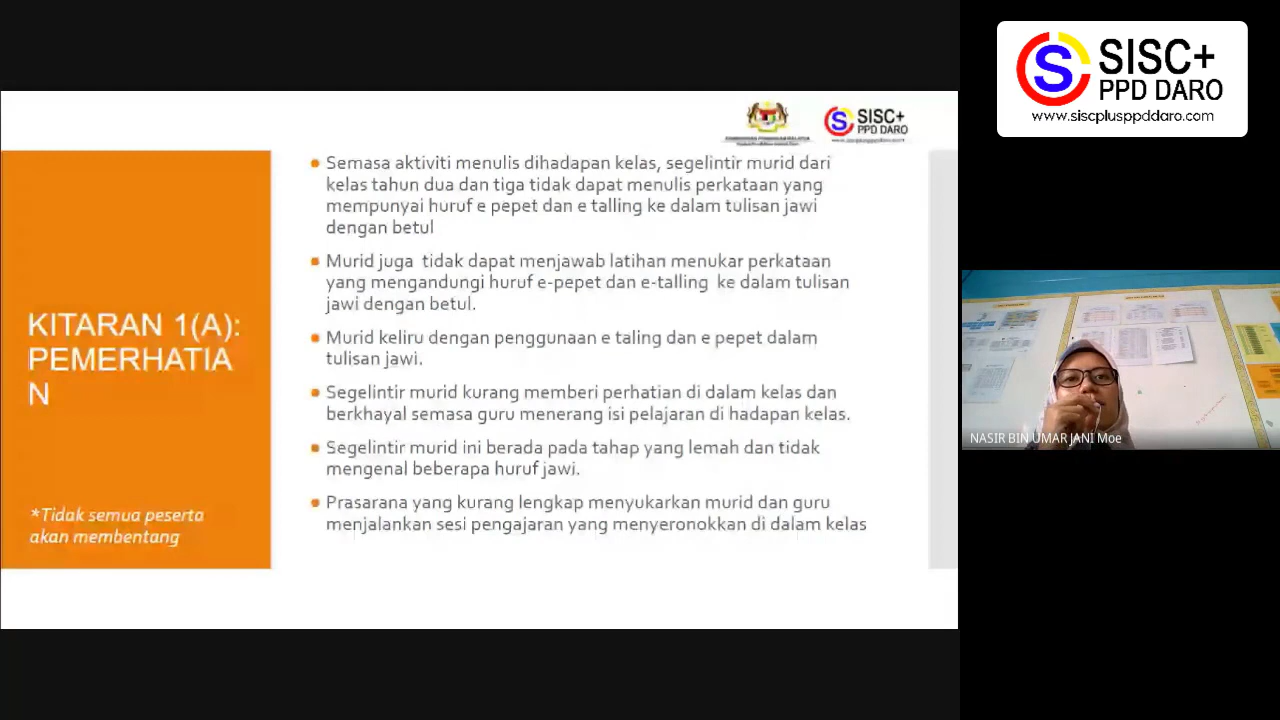 SISC+
PPD DARO
www.siscplusppddaro.com
SISC+
PPD DARO
KITARAN 1(A):
PEMERHATIA
N
*Tidak semua peserta
akan membentang
Semasa aktiviti menulis dihadapan kelas, segelintir murid dari
kelas tahun dua dan tiga tidak dapat menulis perkataan yang
mempunyai huruf e pepet dan e talling ke dalam tulisan jawi
dengan betul
Murid juga tidak dapat menjawab latihan menukar perkataan
yang mengandungi huruf e-pepet dan e-talling ke dalam tulisan
jawi dengan betul.
Murid keliru dengan penggunaan e taling dan e pepet dalam
tulisan jawi.
Segelintir murid kurang memberi perhatian di dalam kelas dan
berkhayal semasa guru menerang isi pelajaran di hadapan kelas.
Segelintir murid ini berada pada tahap yang lemah dan tidak
mengenal beberapa huruf jawi.
Prasarana yang kurang lengkap menyukarkan murid dan guru
menjalankan sesi pengajaran yang menyeronokkan di dalam kelas
NASIR BIN UMAR JANI Moe